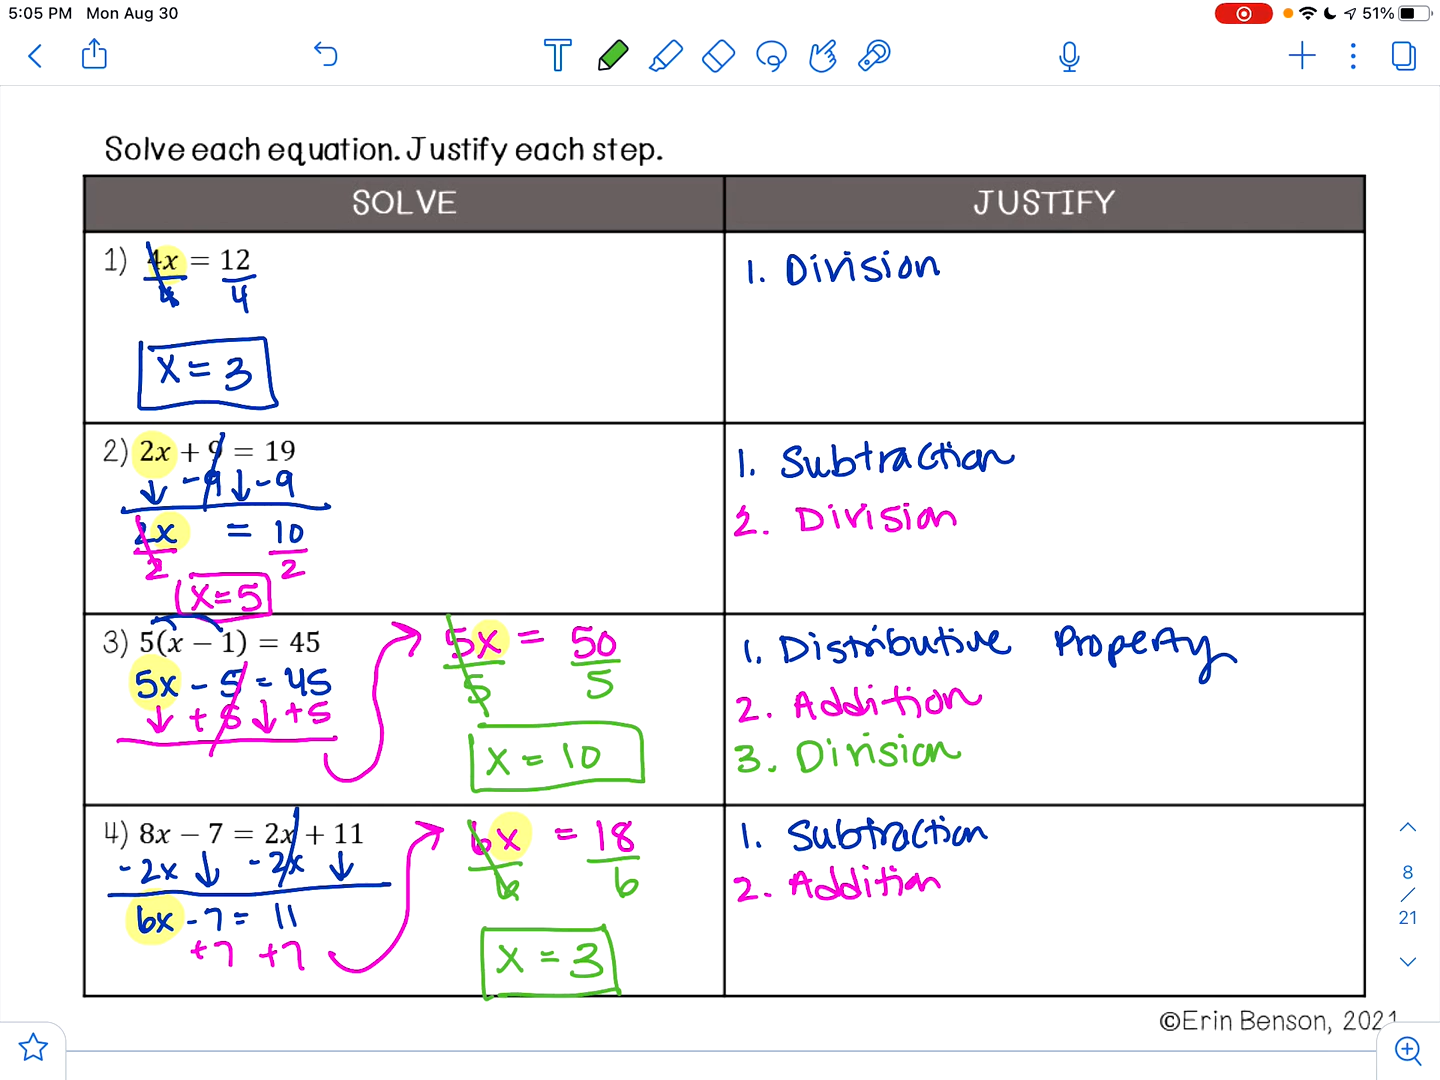 5:05 PM Mon Aug 30 51%
T
Solve each equation. Justify each step.
SOLVE JUSTIFY
1) 4x = 12
4 4
x = 3
1. Division
2) 2x + 9 = 19
-9 -9
2x = 10
2 2
x=5
1. Subtraction
2. Division
3) 5(x − 1) = 45
5x - 5 = 45
+ 5 +5
5x = 50
5 5
x = 10
1. Distributive Property
2. Addition
3. Division
4) 8x − 7 = 2x + 11
-2x -2x
6x - 7 = 11
+7 +7
6x = 18
6 6
x = 3
1. Subtraction
2. Addition
8
/
21
©Erin Benson, 2021